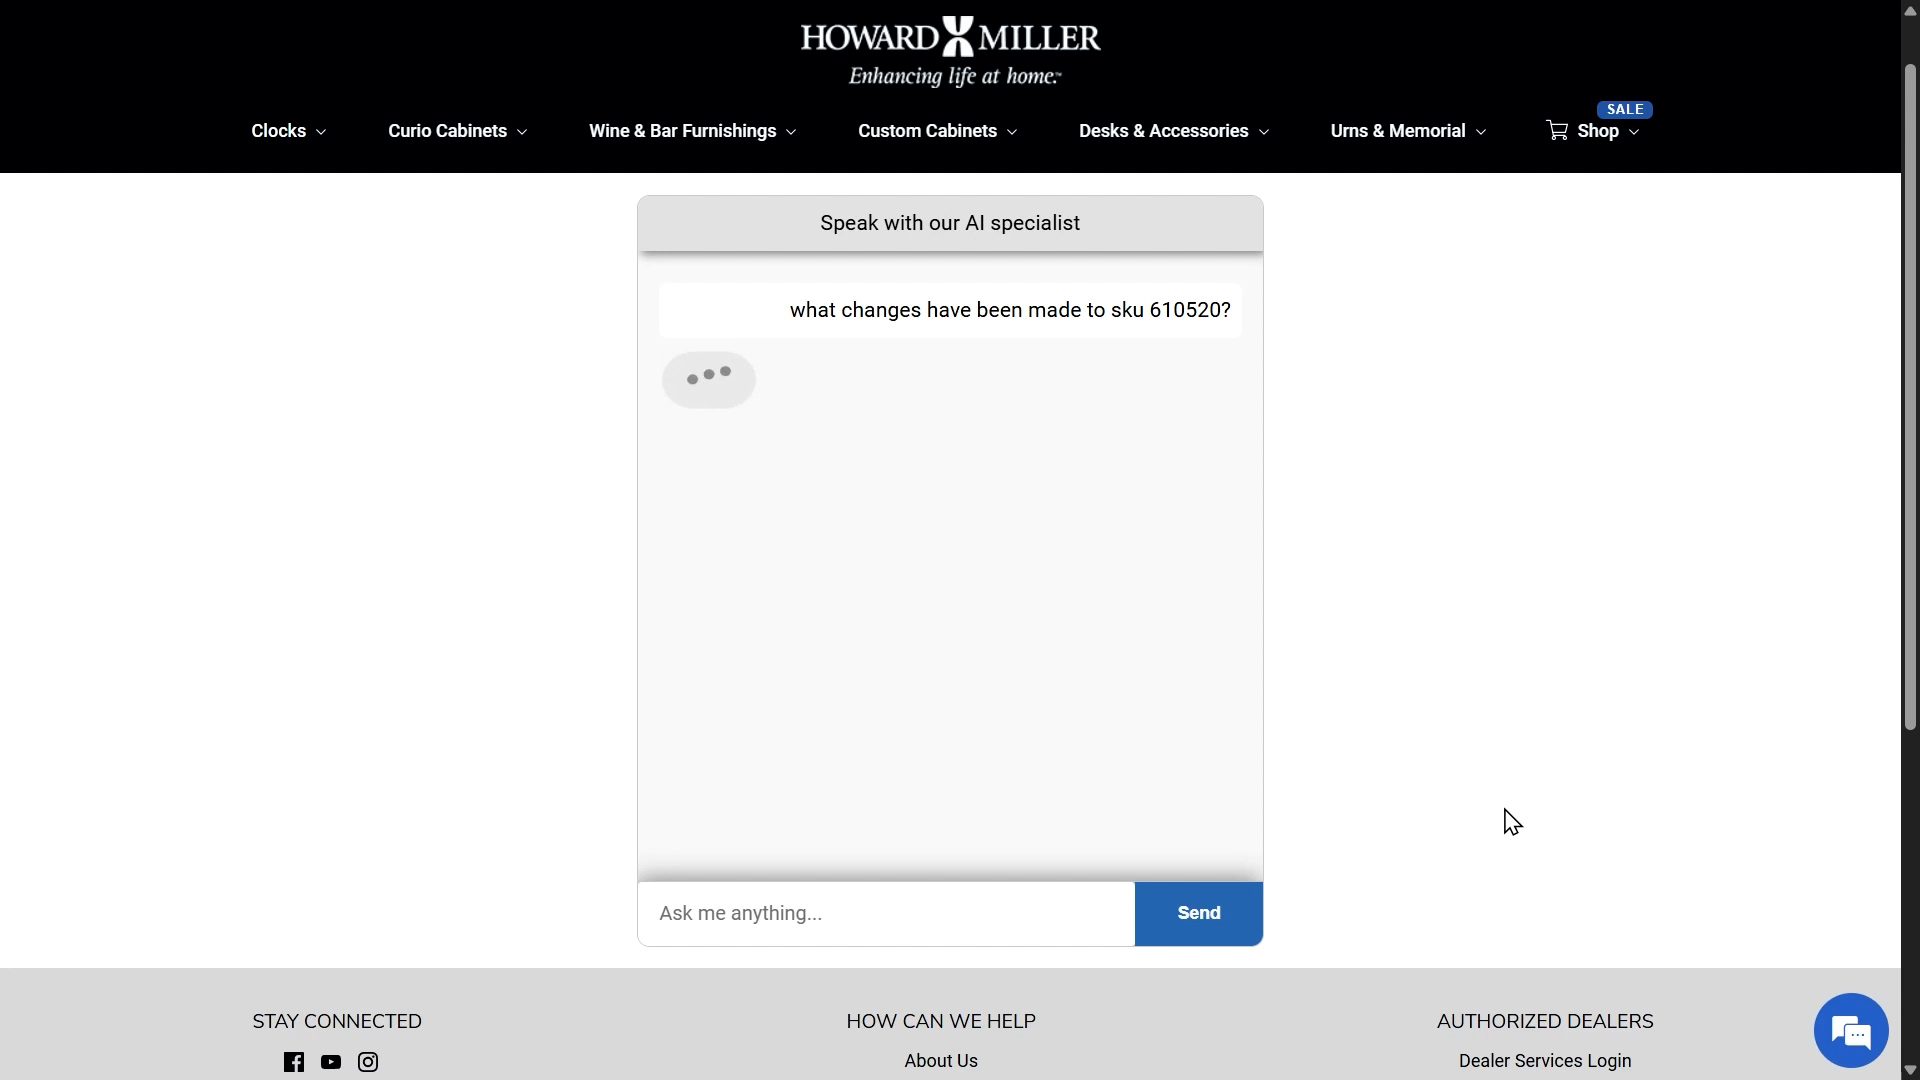 HOWARD MILLER
Enhancing life at home.™
SALE
Clocks
Curio Cabinets
Wine & Bar Furnishings
Custom Cabinets
Desks & Accessories
Urns & Memorial
Shop
Speak with our AI specialist
what changes have been made to sku 610520?
Ask me anything...
Send
STAY CONNECTED
HOW CAN WE HELP
About Us
AUTHORIZED DEALERS
Dealer Services Login